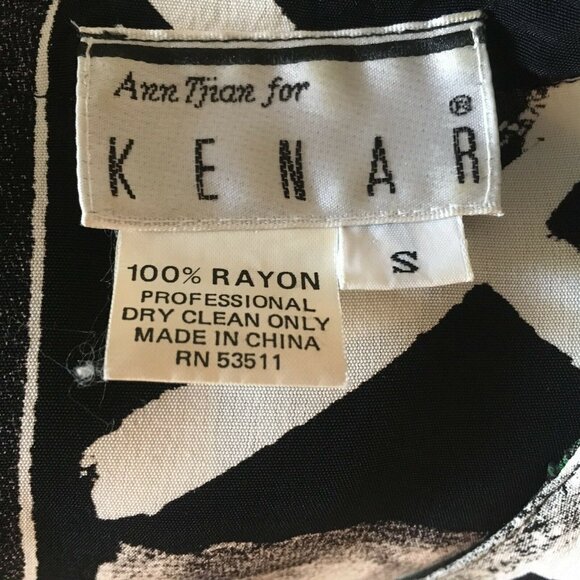 Ann Tjian for
KENAR®
S
100% RAYON
PROFESSIONAL
DRY CLEAN ONLY
MADE IN CHINA
RN 53511